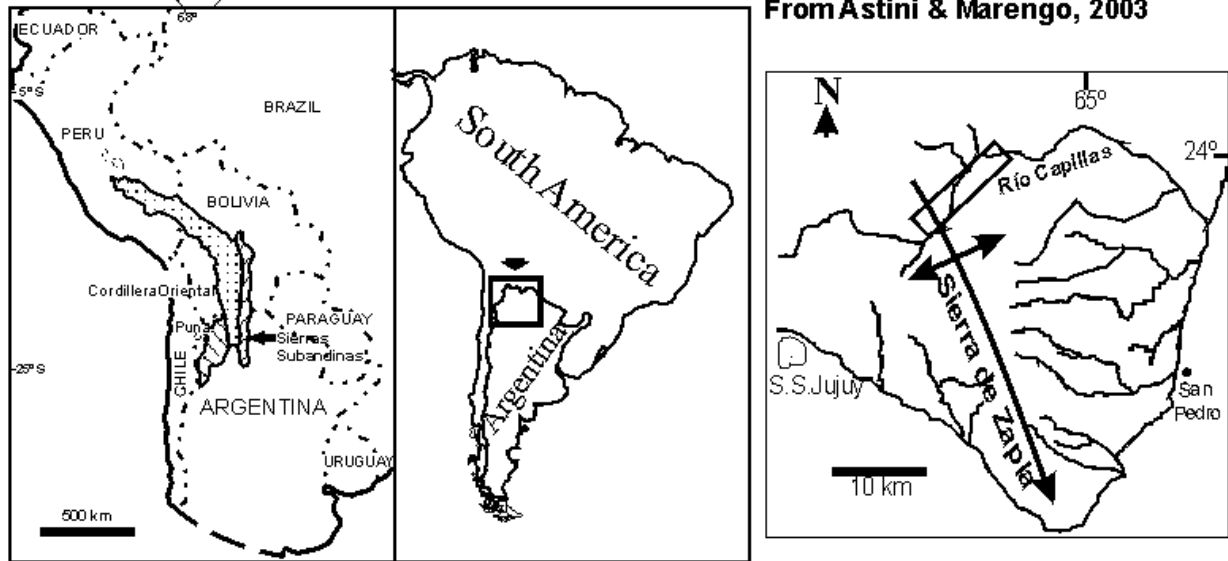 From Astini & Marengo, 2003
68°
ECUADOR
5°S
BRAZIL
PERU
BOLIVIA
Cordillera Oriental
Puna
PARAGUAY
Sierras
Subandinas
CHILE
25°S
ARGENTINA
URUGUAY
500 km
South America
Argentina
N
65°
24°
Río Capillas
Sierra de Zapla
S.S.Jujuy
San
Pedro
10 km